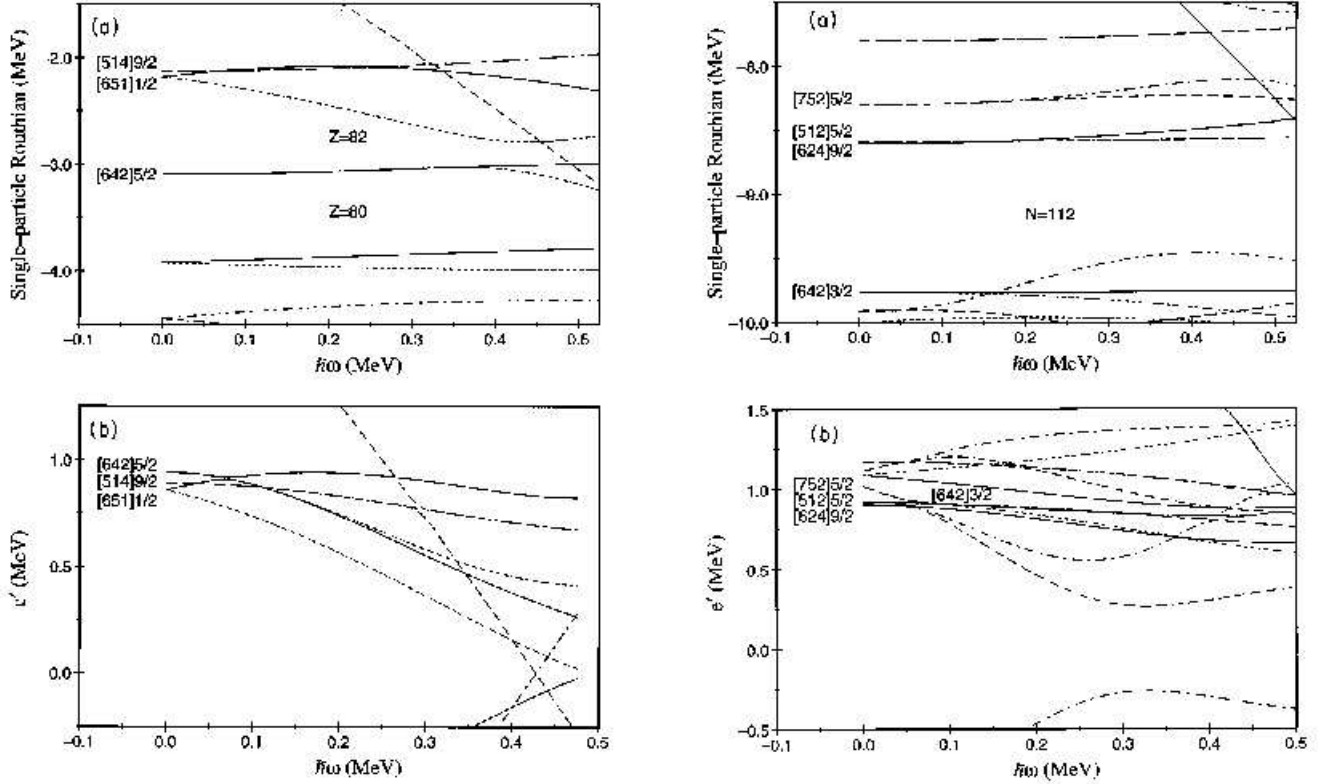 (a)
Single-particle Routhian (MeV)
-2.0
-3.0
-4.0
[514]9/2
[651]1/2
[642]5/2
Z=82
Z=80
-0.1 0.0 0.1 0.2 0.3 0.4 0.5
ħω (MeV)
(a)
Single-particle Routhian (MeV)
-8.0
-9.0
-10.0
[752]5/2
[512]5/2
[624]9/2
[642]3/2
N=112
-0.1 0.0 0.1 0.2 0.3 0.4 0.5
ħω (MeV)
(b)
e′ (MeV)
1.0
0.5
0.0
[642]5/2
[514]9/2
[651]1/2
-0.1 0.0 0.1 0.2 0.3 0.4 0.5
ħω (MeV)
(b)
e′ (MeV)
1.5
1.0
0.5
0.0
-0.5
[752]5/2
[512]5/2
[624]9/2
[642]3/2
-0.1 0.0 0.1 0.2 0.3 0.4 0.5
ħω (MeV)